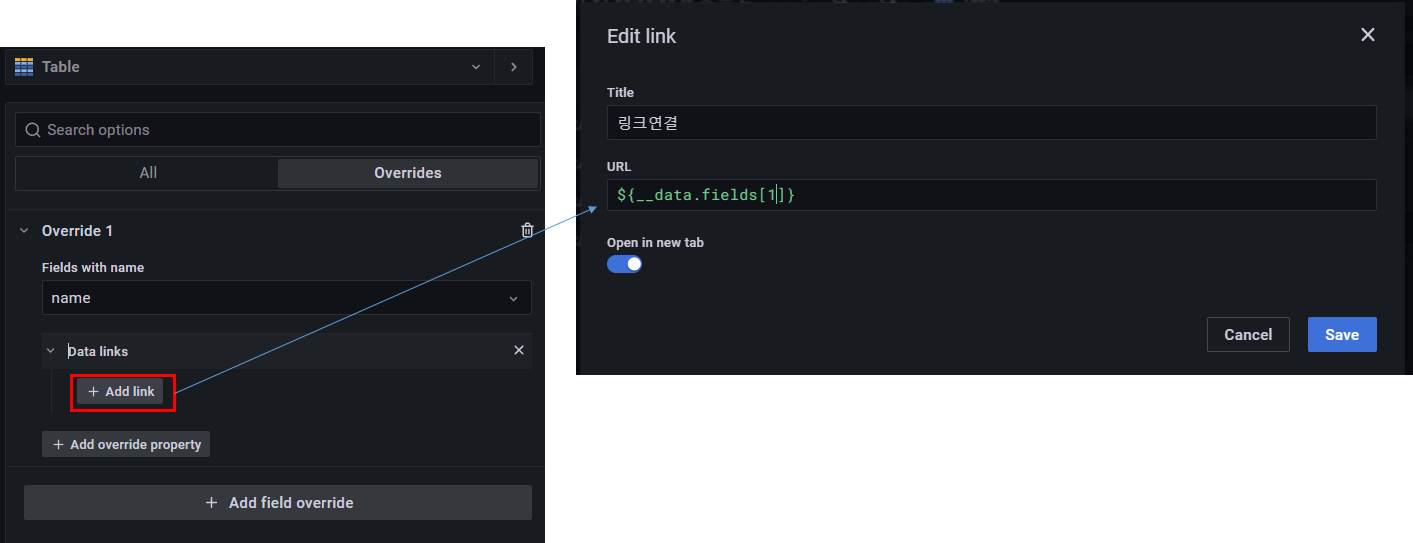 Table
Search options
All
Overrides
Override 1
Fields with name
name
Data links
+ Add link
+ Add override property
+ Add field override
Edit link
Title
링크연결
URL
${__data.fields[1]}
Open in new tab
Cancel
Save